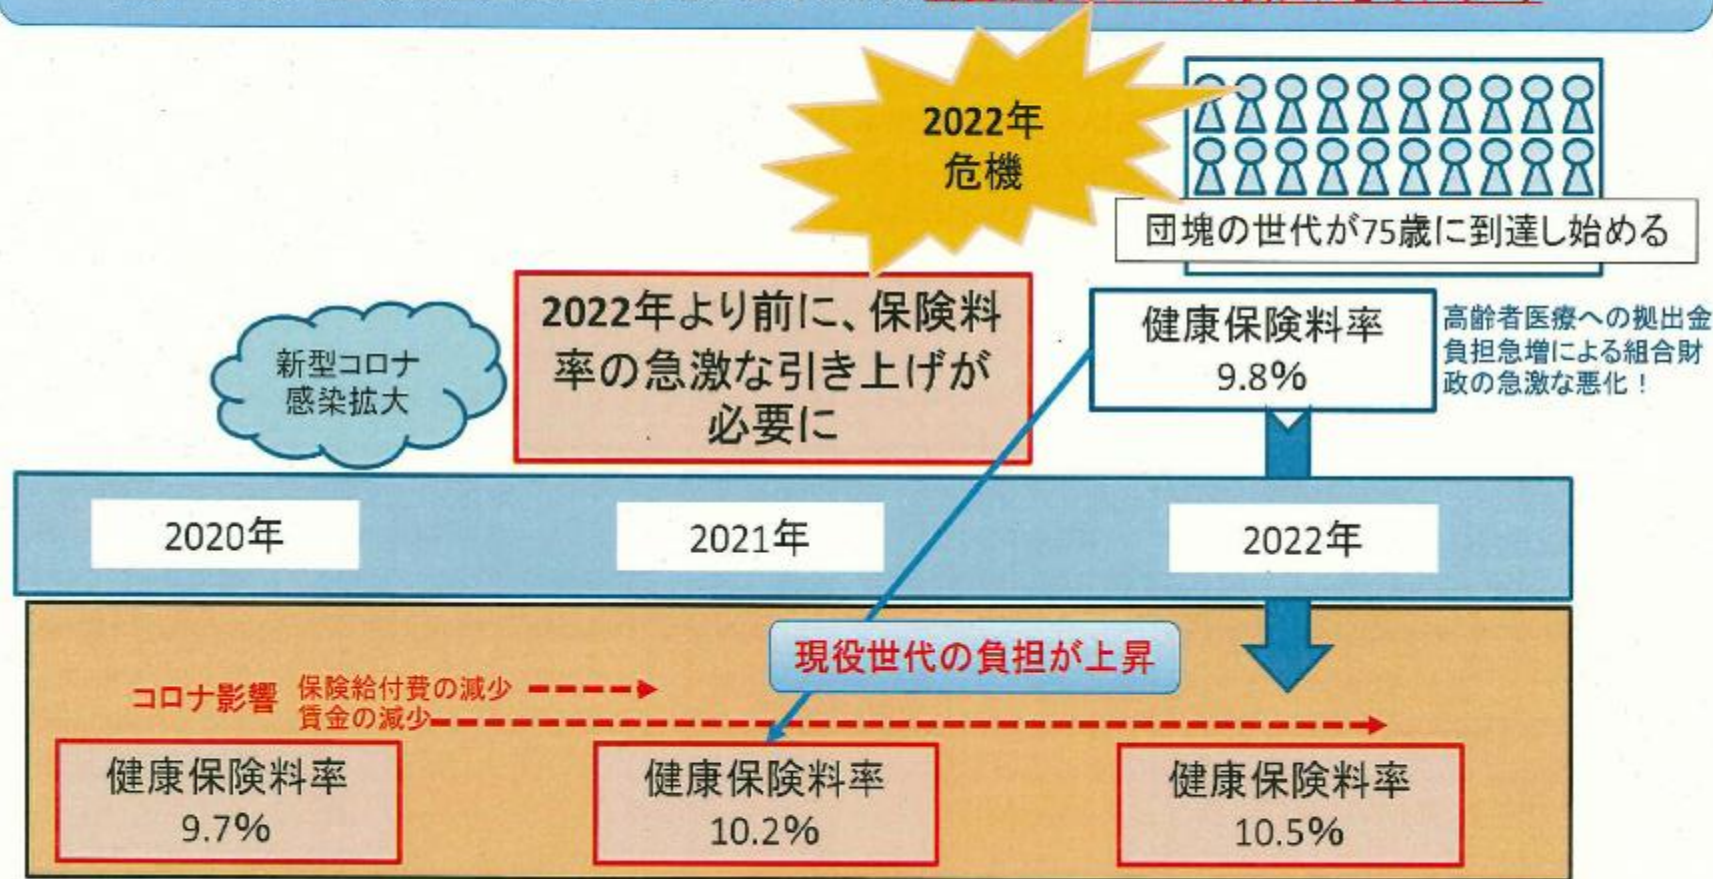 2022年
危機
団塊の世代が75歳に到達し始める
2022年より前に、保険料
率の急激な引き上げが
必要に
新型コロナ
感染拡大
健康保険料率
9.8%
高齢者医療への拠出金
負担急増による組合財
政の急激な悪化！
2020年
2021年
2022年
現役世代の負担が上昇
コロナ影響
保険給付費の減少
賃金の減少
健康保険料率
9.7%
健康保険料率
10.2%
健康保険料率
10.5%